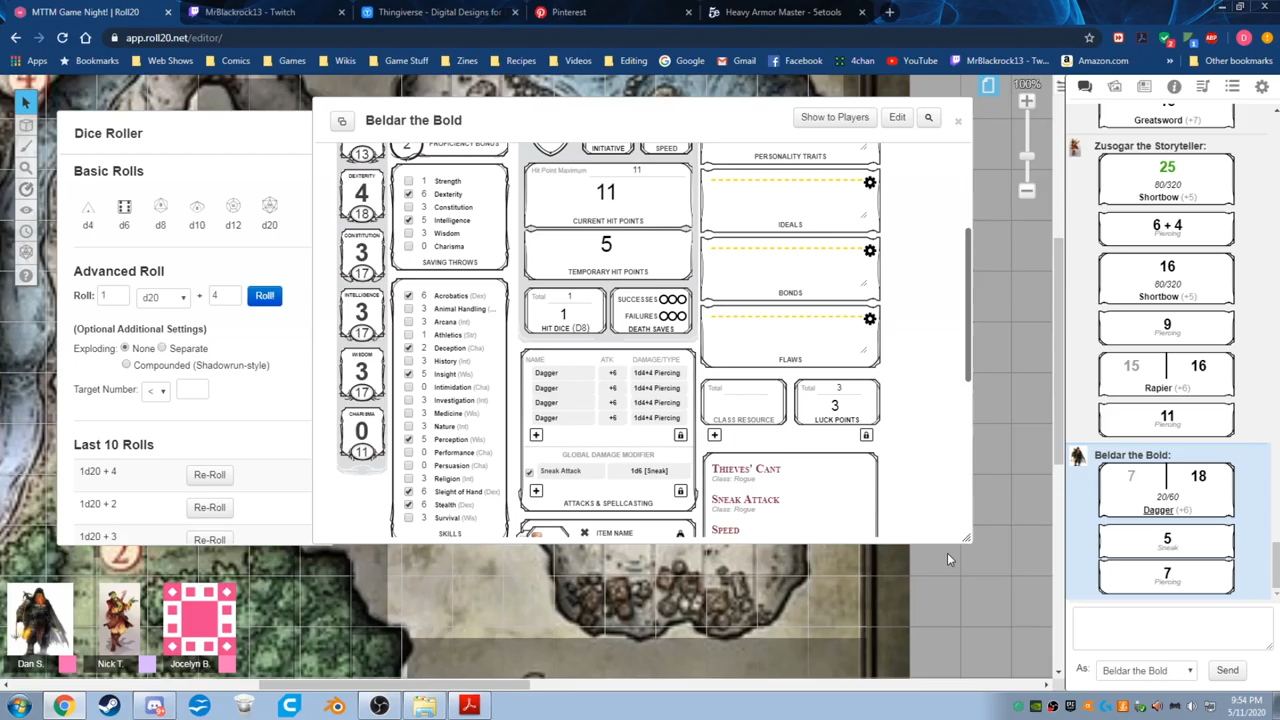 MTTM Game Night! | Roll20
MrBlackrock13 - Twitch
Thingiverse - Digital Designs for
Pinterest
Heavy Armor Master - 5etools
app.roll20.net/editor/
Apps
Bookmarks
Web Shows
Comics
Games
Wikis
Game Stuff
Zines
Recipes
Videos
Editing
Google
Gmail
Facebook
4chan
YouTube
MrBlackrock13 - Twi...
Amazon.com
Other bookmarks
Dice Roller
Basic Rolls
d4 d6 d8 d10 d12 d20
Advanced Roll
Roll: 1 d20 + 4 Roll!
(Optional Additional Settings)
Exploding: None Separate
Compounded (Shadowrun-style)
Target Number: <
Last 10 Rolls
1d20 + 4 Re-Roll
1d20 + 2 Re-Roll
1d20 + 3 Re-Roll
Beldar the Bold
Show to Players Edit
13
DEXTERITY
4
18
CONSTITUTION
3
17
INTELLIGENCE
3
17
WISDOM
3
17
CHARISMA
0
11
2 PROFICIENCY BONUS
1 Strength
6 Dexterity
3 Constitution
5 Intelligence
3 Wisdom
0 Charisma
SAVING THROWS
6 Acrobatics (Dex)
3 Animal Handling (...
3 Arcana (Int)
1 Athletics (Str)
2 Deception (Cha)
3 History (Int)
5 Insight (Wis)
0 Intimidation (Cha)
3 Investigation (Int)
3 Medicine (Wis)
3 Nature (Int)
5 Perception (Wis)
0 Performance (Cha)
0 Persuasion (Cha)
3 Religion (Int)
6 Sleight of Hand (Dex)
6 Stealth (Dex)
3 Survival (Wis)
SKILLS
INITIATIVE SPEED
Hit Point Maximum 11
11
CURRENT HIT POINTS
5
TEMPORARY HIT POINTS
Total 1
1
HIT DICE (D8)
SUCCESSES
FAILURES
DEATH SAVES
NAME ATK DAMAGE/TYPE
Dagger +6 1d4+4 Piercing
Dagger +6 1d4+4 Piercing
Dagger +6 1d4+4 Piercing
Dagger +6 1d4+4 Piercing
GLOBAL DAMAGE MODIFIER
Sneak Attack 1d6 [Sneak]
ATTACKS & SPELLCASTING
ITEM NAME
PERSONALITY TRAITS
IDEALS
BONDS
FLAWS
Total
CLASS RESOURCE
Total 3
3
LUCK POINTS
THIEVES' CANT
Class: Rogue
SNEAK ATTACK
Class: Rogue
SPEED
100%
Greatsword (+7)
Zusogar the Storyteller:
25
80/320
Shortbow (+5)
6 + 4
Piercing
16
80/320
Shortbow (+5)
9
Piercing
15 | 16
Rapier (+6)
11
Piercing
Beldar the Bold:
7 | 18
20/60
Dagger (+6)
5
Sneak
7
Piercing
As: Beldar the Bold Send
Dan S.
Nick T.
Jocelyn B.
9:54 PM
5/11/2020